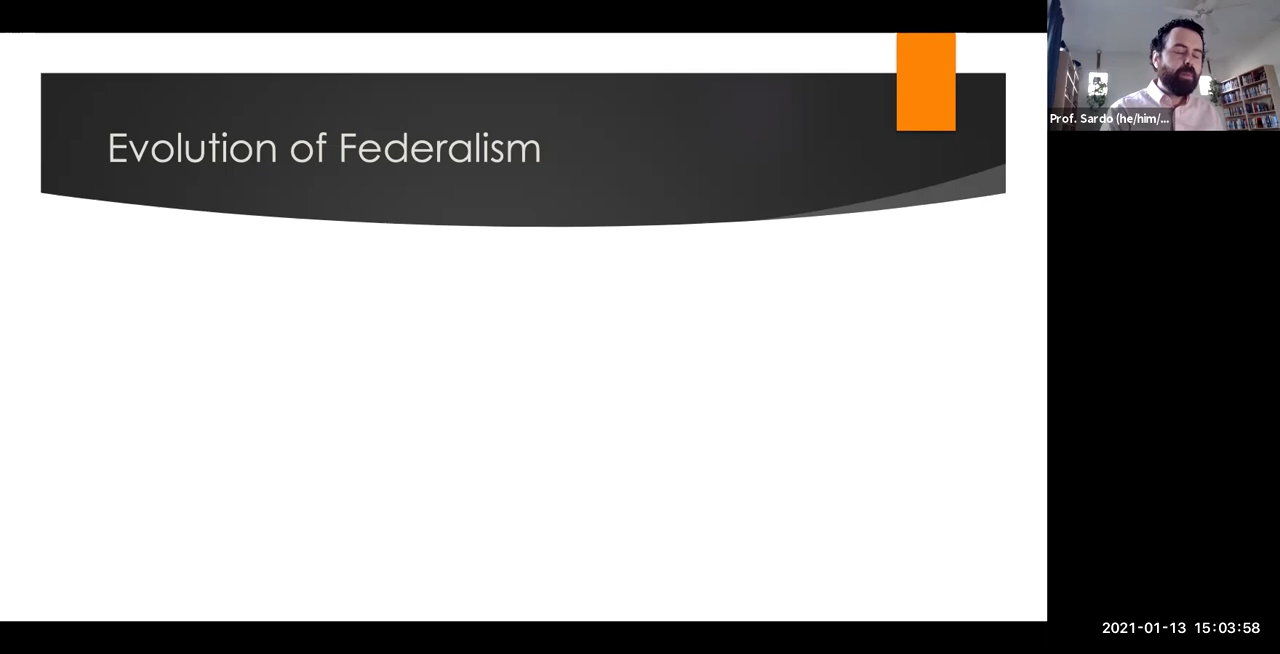 Evolution of Federalism
Prof. Sardo (he/him/...
2021-01-13 15:03:58